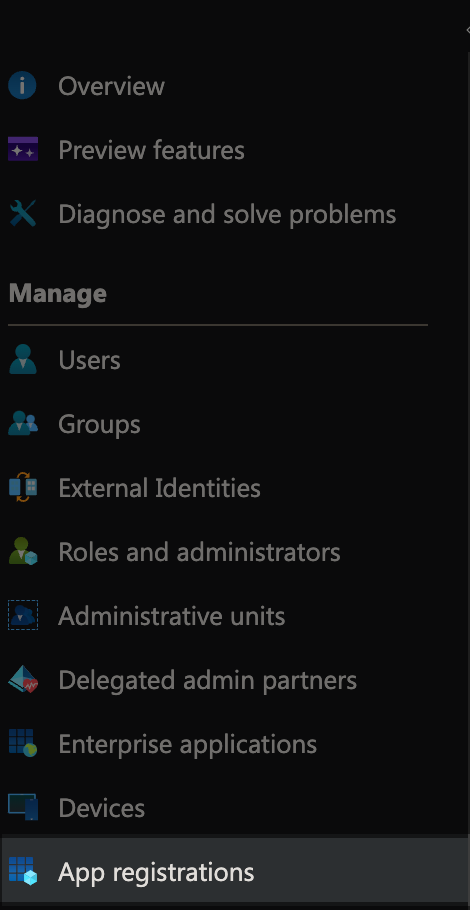 Overview
Preview features
Diagnose and solve problems
Manage
Users
Groups
External Identities
Roles and administrators
Administrative units
Delegated admin partners
Enterprise applications
Devices
App registrations